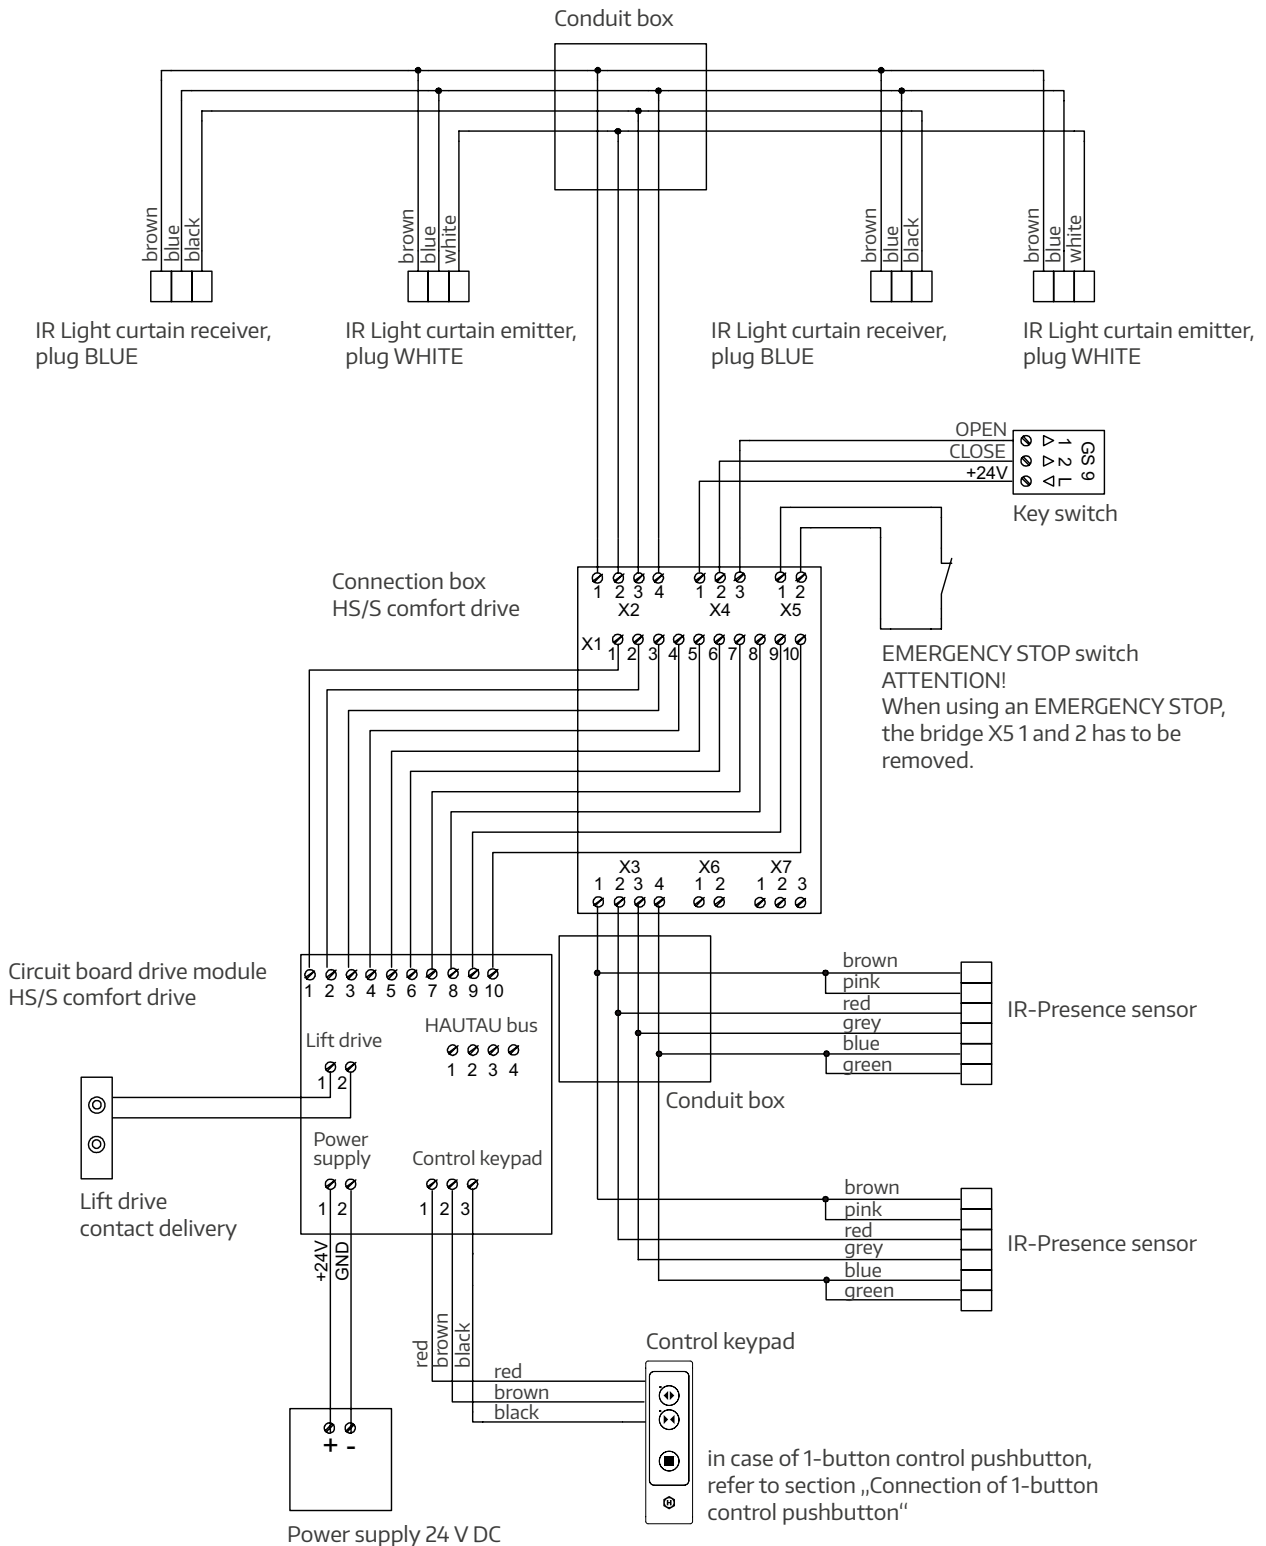 Conduit box
brown
blue
black
brown
blue
white
brown
blue
black
brown
blue
white
IR Light curtain receiver,
plug BLUE
IR Light curtain emitter,
plug WHITE
IR Light curtain receiver,
plug BLUE
IR Light curtain emitter,
plug WHITE
OPEN
CLOSE
+24V
1
2
L
GS 9
Key switch
Connection box
HS/S comfort drive
1 2 3 4
X2
1 2 3
X4
1 2
X5
X1
1 2 3 4 5 6 7 8 9 10
EMERGENCY STOP switch
ATTENTION!
When using an EMERGENCY STOP,
the bridge X5 1 and 2 has to be
removed.
X3
1 2 3 4
X6
1 2
X7
1 2 3
Circuit board drive module
HS/S comfort drive
1 2 3 4 5 6 7 8 9 10
HAUTAU bus
1 2 3 4
Lift drive
1 2
brown
pink
red
grey
blue
green
IR-Presence sensor
Conduit box
Lift drive
contact delivery
Power
supply
1 2
Control keypad
1 2 3
+24V
GND
brown
pink
red
grey
blue
green
IR-Presence sensor
red
brown
black
red
brown
black
Control keypad
H
+ -
Power supply 24 V DC
in case of 1-button control pushbutton,
refer to section „Connection of 1-button
control pushbutton“